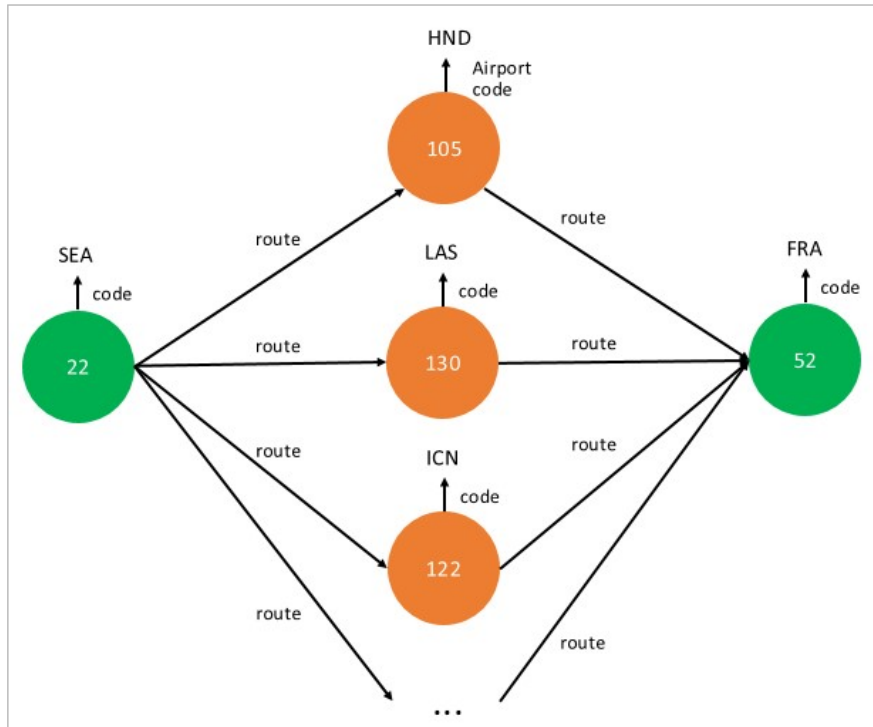 HND
Airport
code
105
route
route
SEA
code
LAS
code
FRA
code
22
route
130
route
52
route
ICN
code
route
122
route
route
...